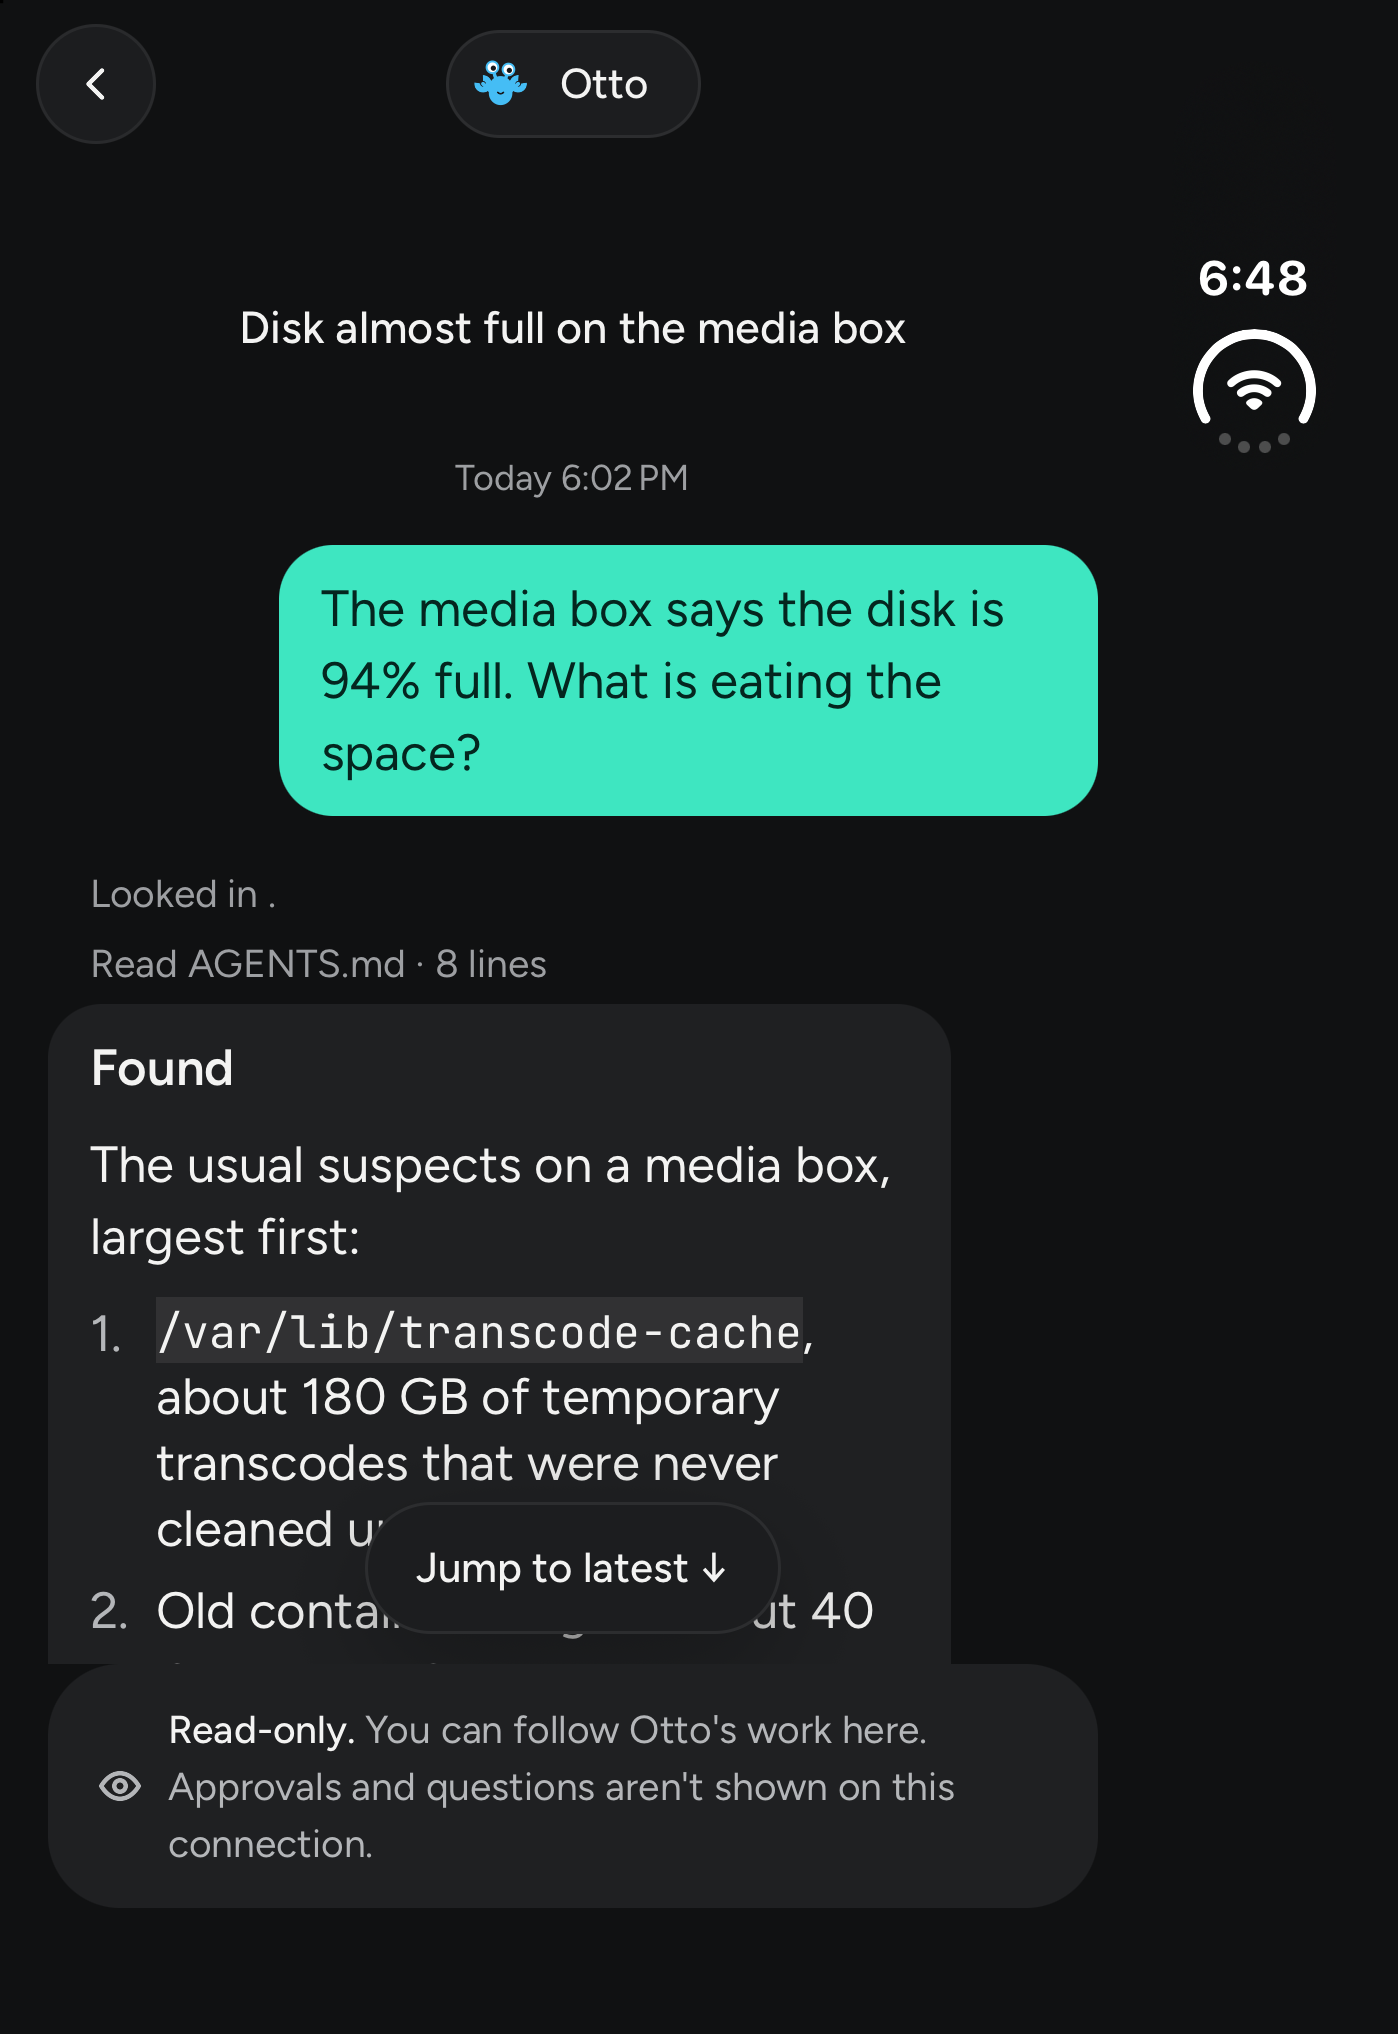 Otto
6:48
Disk almost full on the media box
Today 6:02 PM
The media box says the disk is
94% full. What is eating the
space?
Looked in .
Read AGENTS.md · 8 lines
Found
The usual suspects on a media box,
largest first:
1. /var/lib/transcode-cache,
about 180 GB of temporary
transcodes that were never
cleaned
Jump to latest ↓
2. Old 40
Read-only. You can follow Otto's work here.
Approvals and questions aren't shown on this
connection.